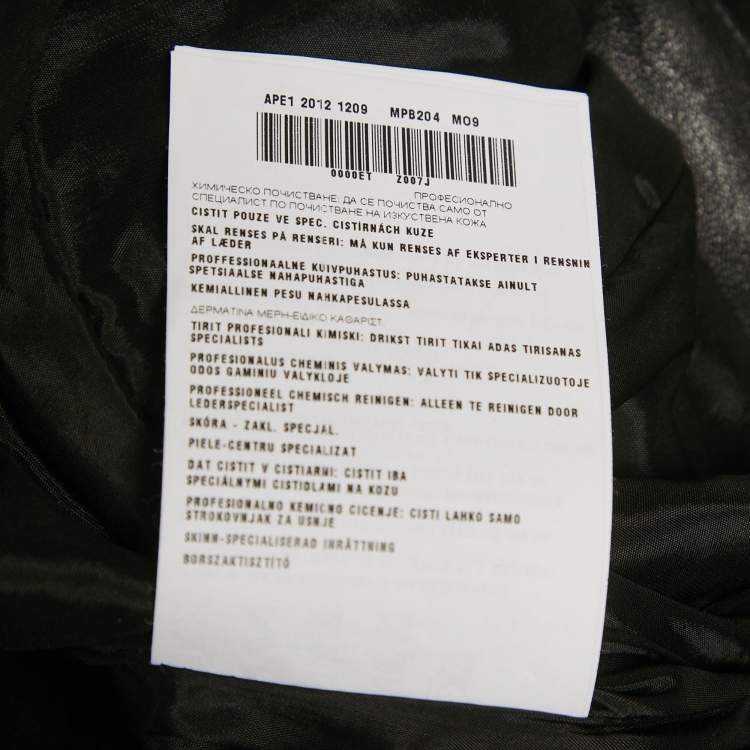 APE1 2012 1209 MPB204 M09
0000ET Z007J
ХИМИЧЕСКО ПОЧИСТВАНЕ: ДА СЕ ПОЧИСТВА САМО ОТ ПРОФЕСИОНАЛНО
СПЕЦИАЛИСТ ПО ПОЧИСТВАНЕ НА ИЗКУСТВЕНА КОЖА
CISTIT POUZE VE SPEC. CISTÍRNÁCH KUZE
SKAL RENSES PÅ RENSERI: MÅ KUN RENSES AF EKSPERTER I RENSNIN
AF LÆDER
PROFFESSIONAALNE KUIVPUHASTUS: PUHASTATAKSE AINULT
SPETSIAALSE NAHAPUHASTIGA
KEMIALLINEN PESU NAHKAPESULASSA
ΔΕΡΜΑΤΙΝΑ ΜΕΡΗ-ΕΙΔΙΚΟ ΚΑΘΑΡΙΣΤ.
TIRIT PROFESIONALI KIMISKI: DRIKST TIRIT TIKAI ADAS TIRISANAS
SPECIALISTS
PROFESIONALUS CHEMINIS VALYMAS: VALYTI TIK SPECIALIZUOTOJE
ODOS GAMINIU VALYKLOJE
PROFESSIONEEL CHEMISCH REINIGEN: ALLEEN TE REINIGEN DOOR
LEDERSPECIALIST
SKÓRA - ZAKL. SPECJAL.
PIELE-CENTRU SPECIALIZAT
DAT CISTIT V CISTIARNI: CISTIT IBA
SPECIÁLNYMI CISTIDLAMI NA KOZU
PROFESIONALNO KEMICNO CICENJE: CISTI LAHKO SAMO
STROKOVNJAK ZA USNJE
SKINN-SPECIALISERAD INRÄTTNING
BORSZAKTISZTÍTÓ